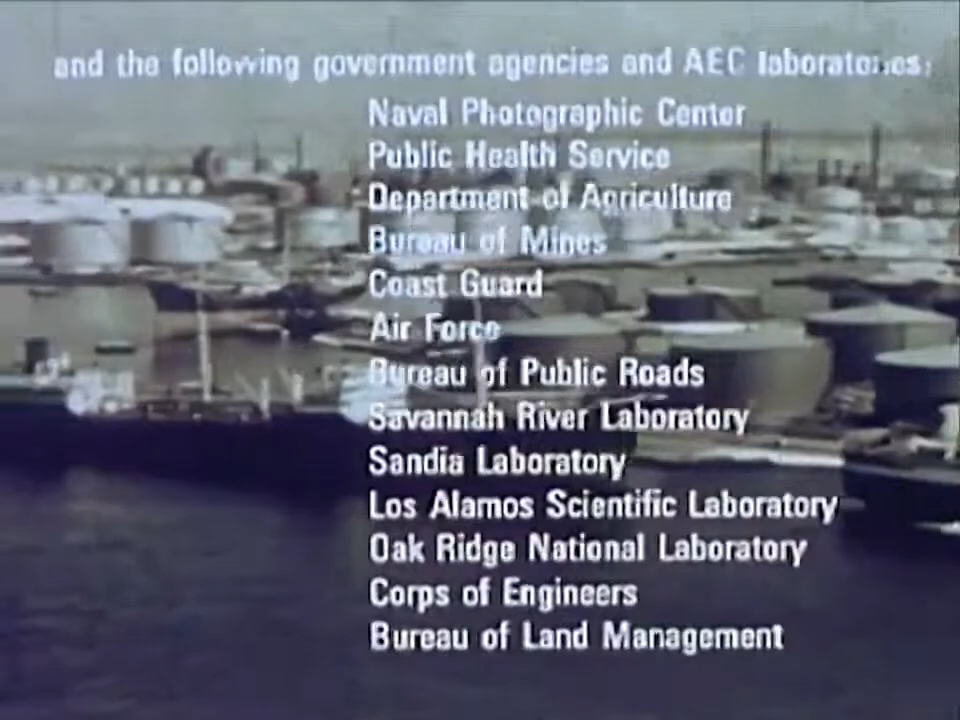 and the following government agencies and AEC laboratories:
Naval Photographic Center
Public Health Service
Department of Agriculture
Bureau of Mines
Coast Guard
Air Force
Bureau of Public Roads
Savannah River Laboratory
Sandia Laboratory
Los Alamos Scientific Laboratory
Oak Ridge National Laboratory
Corps of Engineers
Bureau of Land Management